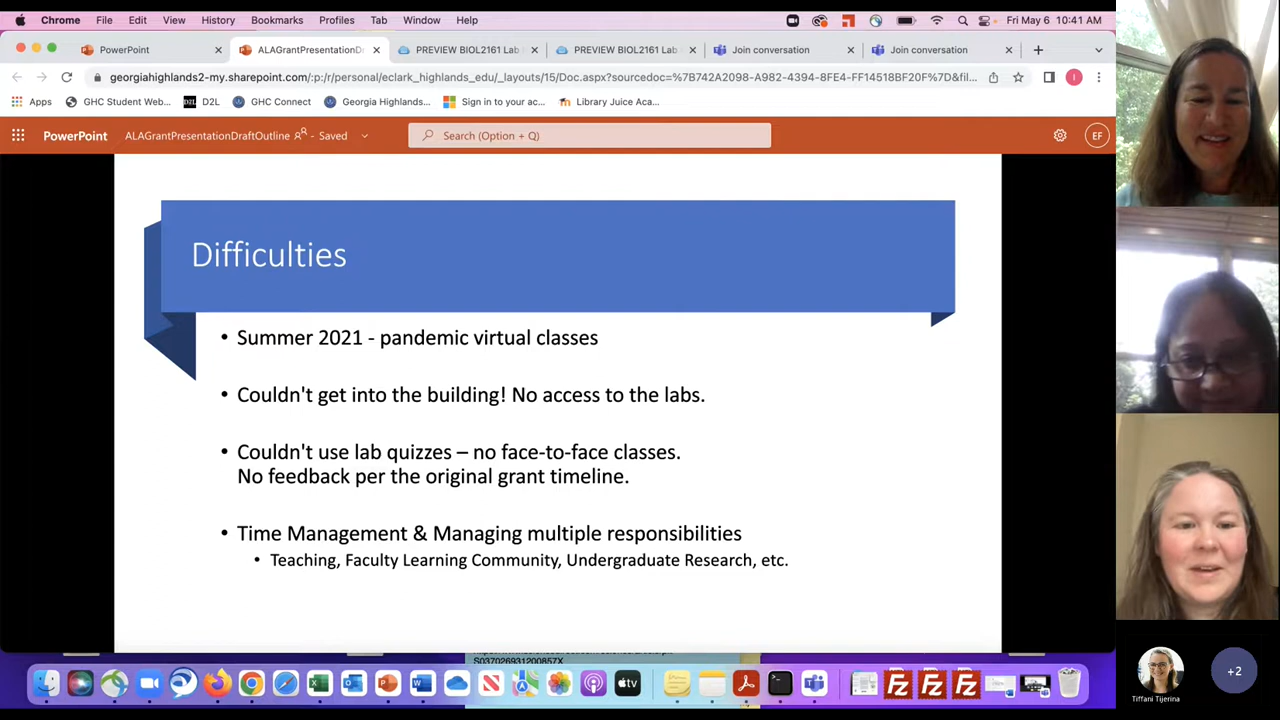 Chrome File Edit View History Bookmarks Profiles Tab Window Help Fri May 6 10:41 AM
PowerPoint ALAGrantPresentationD PREVIEW BIOL2161 Lab PREVIEW BIOL2161 Lab Join conversation Join conversation
georgiahighlands2-my.sharepoint.com/:p:/r/personal/eclark_highlands_edu/_layouts/15/Doc.aspx?sourcedoc=%7B742A2098-A982-4394-8FE4-FF14518BF20F%7D&fil... I
Apps GHC Student Web... D2L D2L GHC Connect Georgia Highlands... Sign in to your ac... Library Juice Aca...
PowerPoint ALAGrantPresentationDraftOutline - Saved Search (Option + Q) EF
Difficulties
• Summer 2021 - pandemic virtual classes
• Couldn't get into the building! No access to the labs.
• Couldn't use lab quizzes – no face-to-face classes.
No feedback per the original grant timeline.
• Time Management & Managing multiple responsibilities
• Teaching, Faculty Learning Community, Undergraduate Research, etc.
S037026931200857X
tv
+2
Tiffani Tijerina